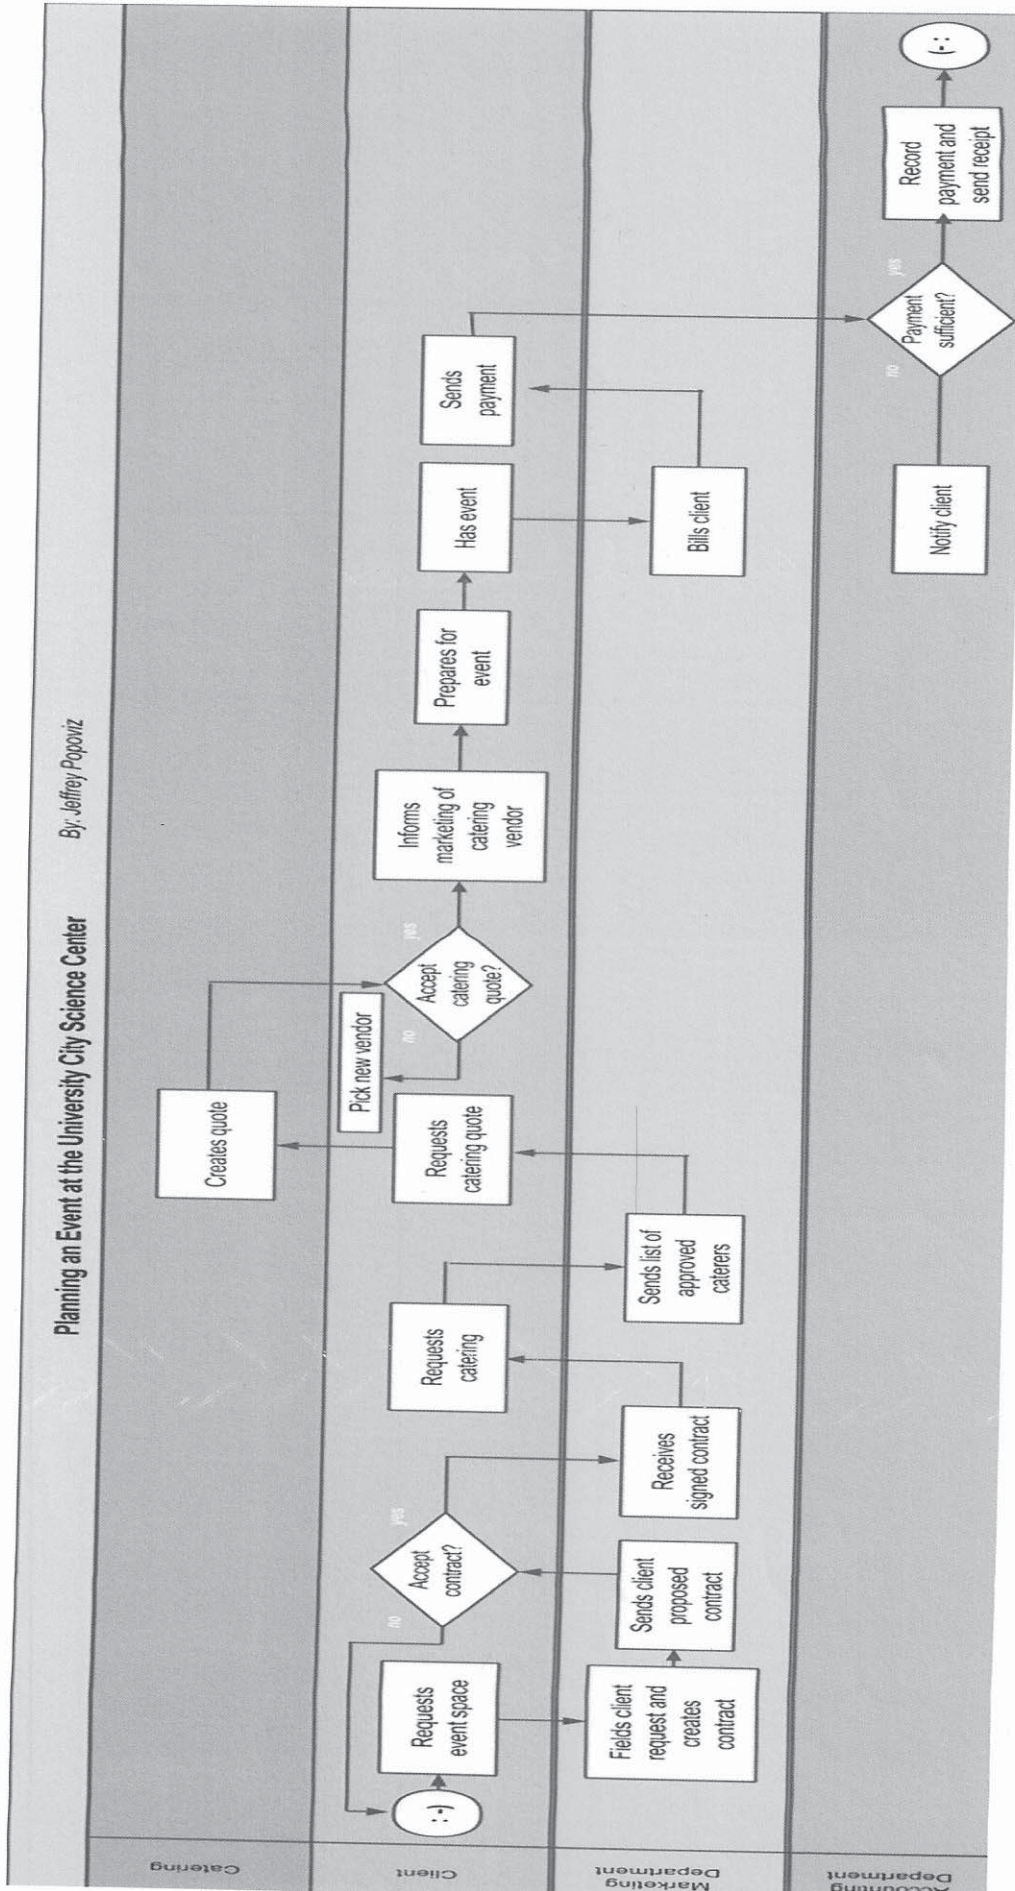 Planning an Event at the University City Science Center By: Jeffrey Popoviz
Catering
Creates quote
Client
:-)
Requests
event space
no
Accept
contract?
yes
Requests
catering
Requests
catering quote
Pick new vendor
no
Accept
catering
quote?
yes
Informs
marketing of
catering
vendor
Prepares for
event
Has event
Sends
payment
Marketing
Department
Fields client
request and
creates
contract
Sends client
proposed
contract
Receives
signed contract
Sends list of
approved
caterers
Bills client
Accounting
Department
Notify client
no
Payment
sufficient?
yes
Record
payment and
send receipt
(-: